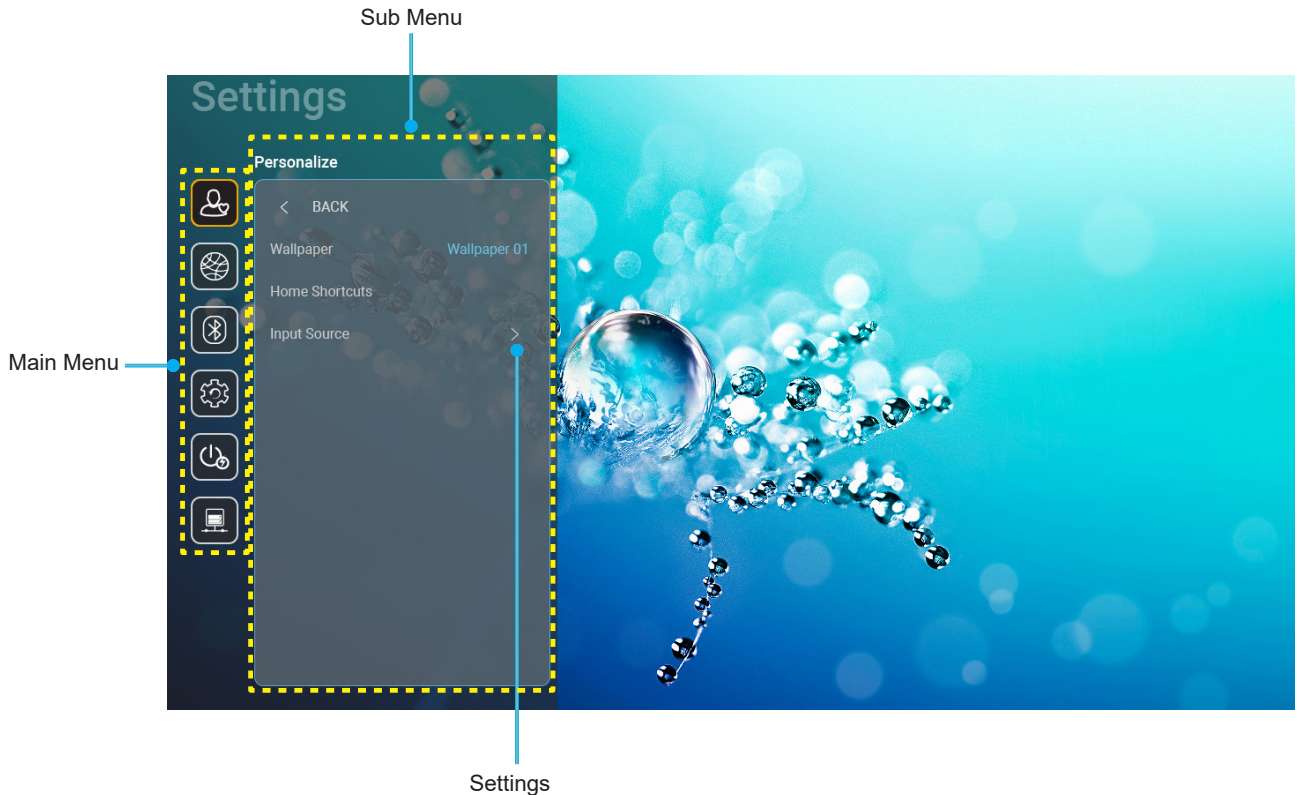 Sub Menu
Settings
Personalize
BACK
Wallpaper Wallpaper 01
Home Shortcuts
Input Source
Main Menu
Settings